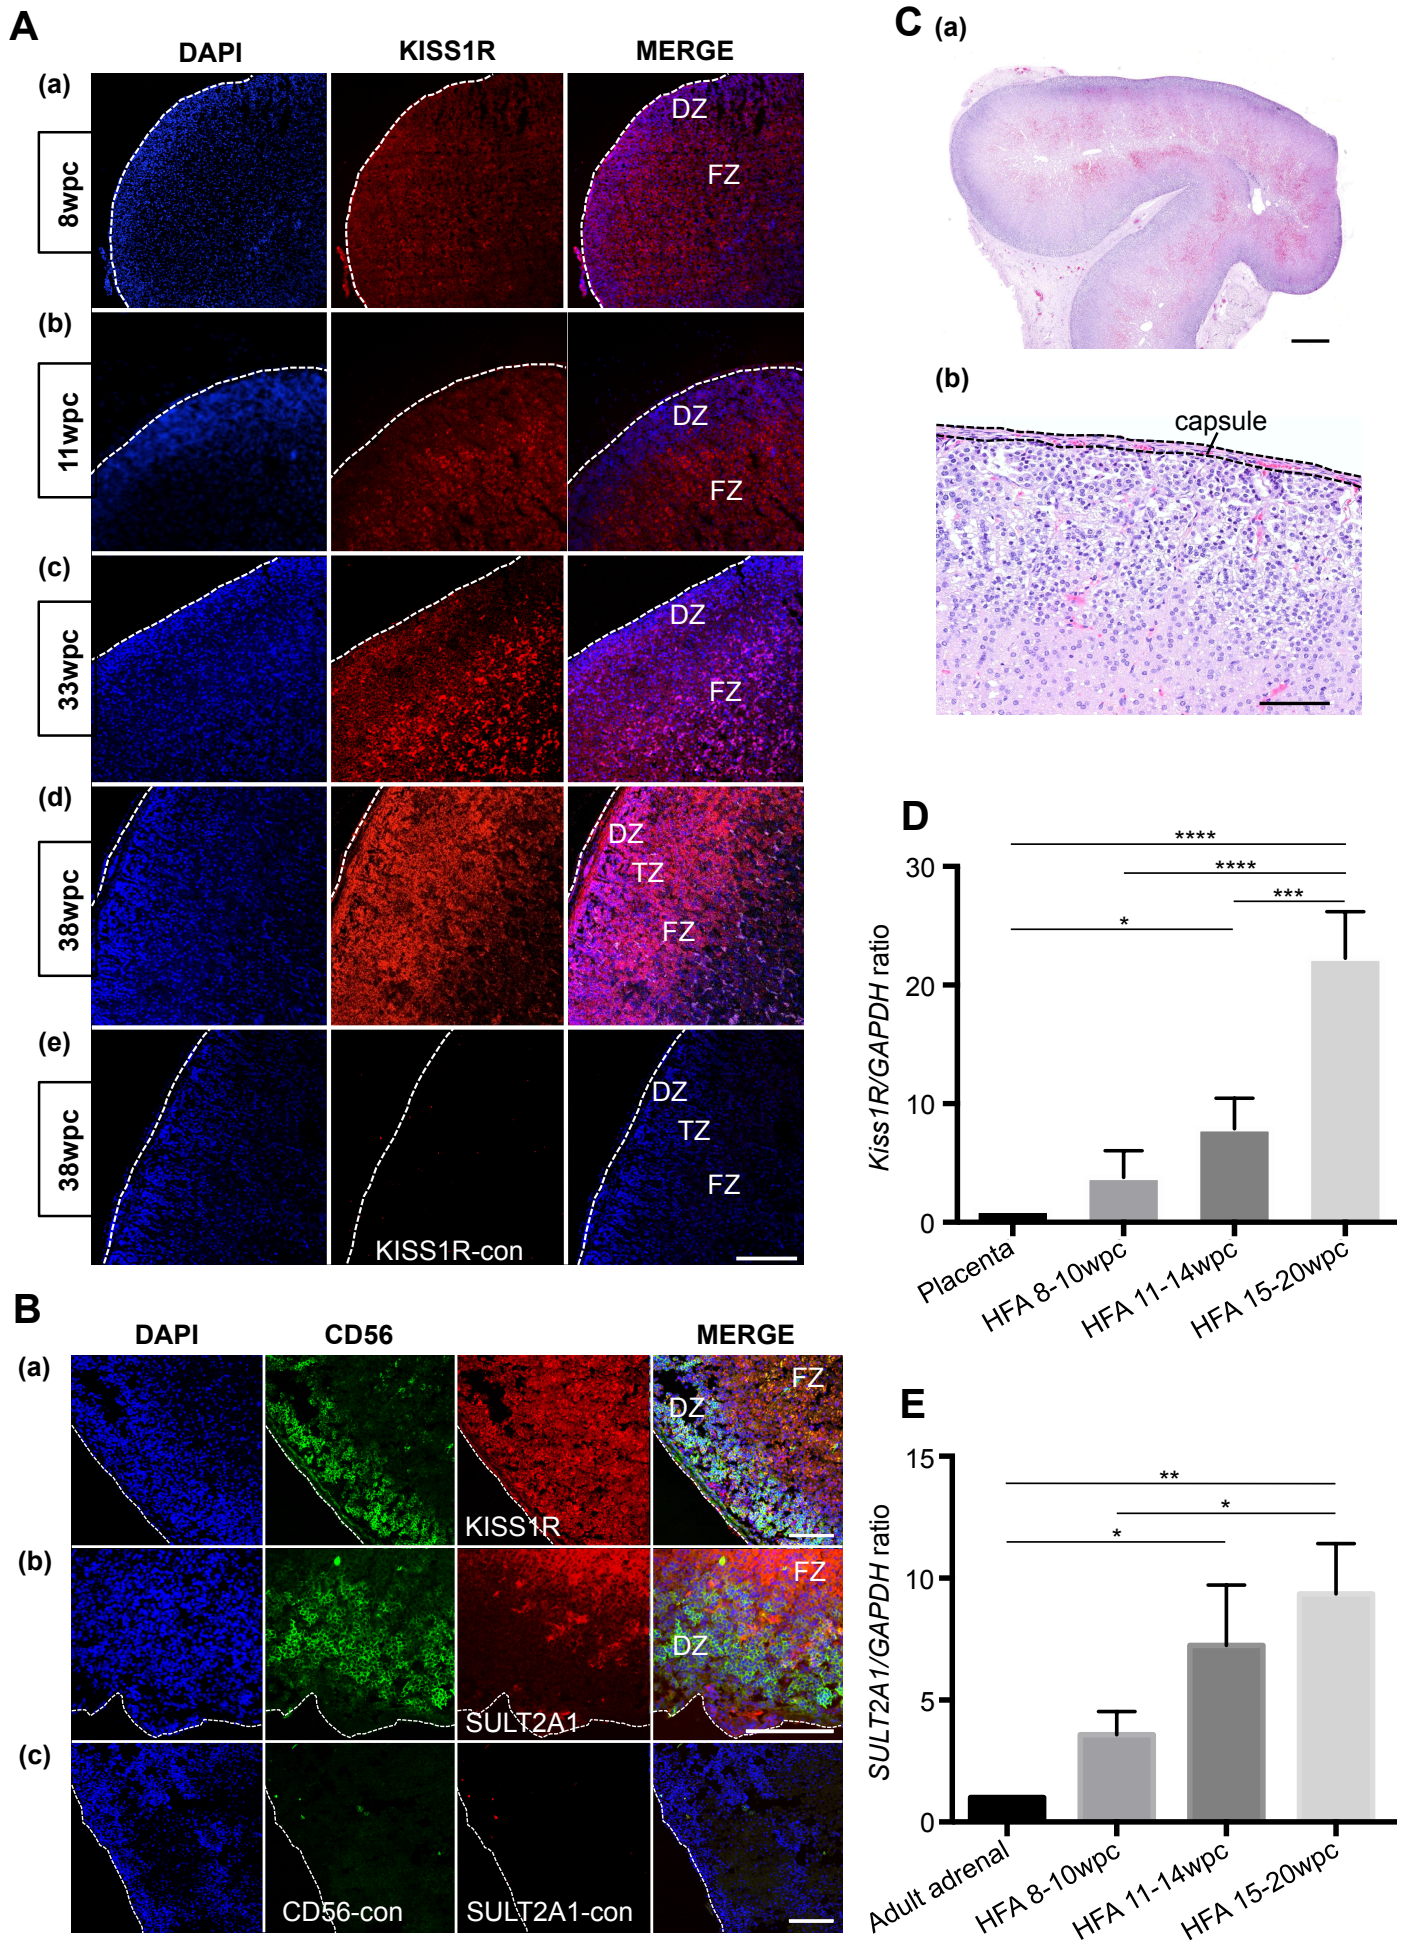 A
DAPI KISS1R MERGE
(a)
8wpc
DZ
FZ
(b)
11wpc
DZ
FZ
(c)
33wpc
DZ
FZ
(d)
38wpc
DZ
TZ
FZ
(e)
38wpc
DZ
TZ
FZ
KISS1R-con
B
DAPI CD56 MERGE
(a)
FZ
DZ
KISS1R
(b)
FZ
DZ
SULT2A1
(c)
CD56-con SULT2A1-con
C (a)
(b)
capsule
D
****
****
***
*
30
20
10
0
Kiss1R/GAPDH ratio
Placenta
HFA 8-10wpc
HFA 11-14wpc
HFA 15-20wpc
E
**
*
*
15
10
5
0
SULT2A1/GAPDH ratio
Adult adrenal
HFA 8-10wpc
HFA 11-14wpc
HFA 15-20wpc